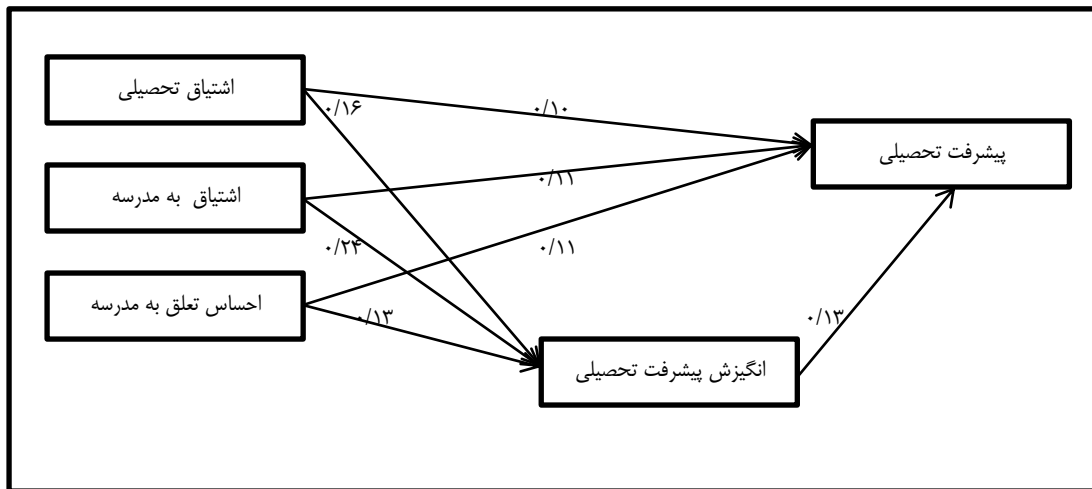 اشتیاق تحصیلی
۰/۱۶
۰/۱۰
پیشرفت تحصیلی
اشتیاق به مدرسه
۰/۱۱
۰/۲۴
۰/۱۱
احساس تعلق به مدرسه
۰/۱۳
۰/۱۳
انگیزش پیشرفت تحصیلی